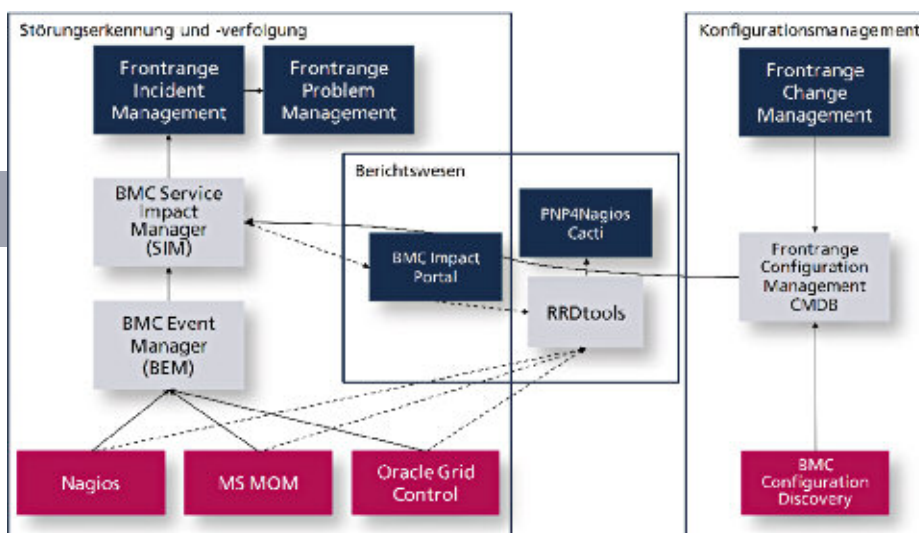 Störungserkennung und -verfolgung
Frontrange
Incident
Management
Frontrange
Problem
Management
BMC Service
Impact
Manager
(SIM)
BMC Event
Manager
(BEM)
Nagios
MS MOM
Oracle Grid
Control
Berichtswesen
BMC Impact
Portal
PNP4Nagios
Cacti
RRDtools
Konfigurationsmanagement
Frontrange
Change
Management
Frontrange
Configuration
Management
CMDB
BMC
Configuration
Discovery